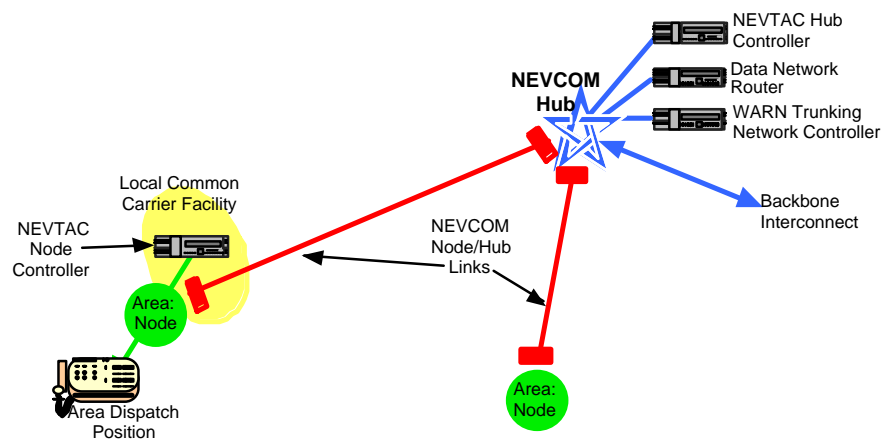 NEVTAC Hub
Controller
Data Network
Router
WARN Trunking
Network Controller
NEVCOM
Hub
Backbone
Interconnect
Local Common
Carrier Facility
NEVTAC
Node
Controller
NEVCOM
Node/Hub
Links
Area:
Node
Area Dispatch
Position
Area:
Node